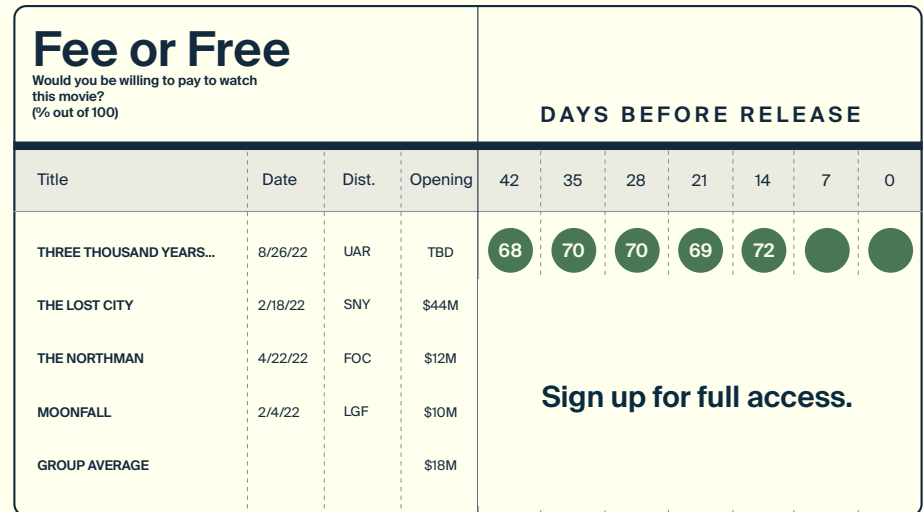 Fee or Free
Would you be willing to pay to watch
this movie?
(% out of 100)
DAYS BEFORE RELEASE
Title Date Dist. Opening 42 35 28 21 14 7 0
THREE THOUSAND YEARS... 8/26/22 UAR TBD 68 70 70 69 72
THE LOST CITY 2/18/22 SNY $44M
THE NORTHMAN 4/22/22 FOC $12M
MOONFALL 2/4/22 LGF $10M
GROUP AVERAGE $18M
Sign up for full access.